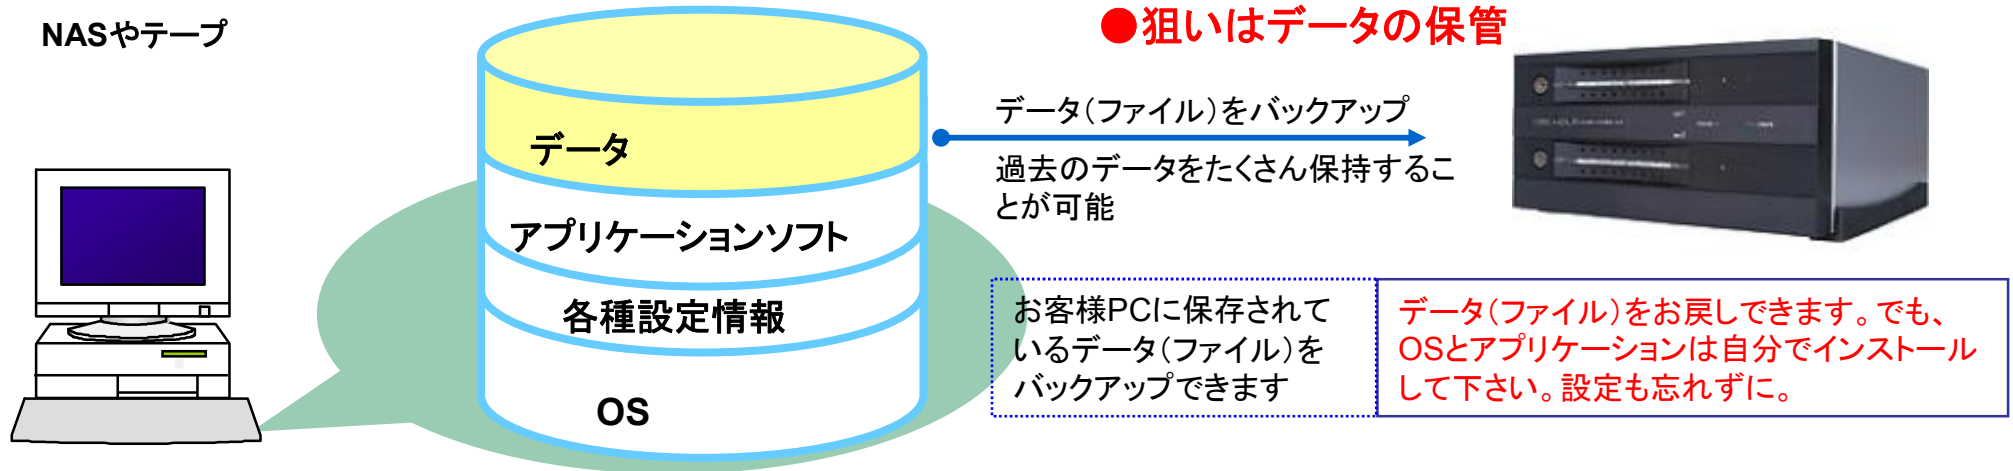 NASやテープ
●狙いはデータの保管
データ(ファイル)をバックアップ
過去のデータをたくさん保持するこ
とが可能
データ
アプリケーションソフト
各種設定情報
OS
お客様PCに保存されて
いるデータ(ファイル)を
バックアップできます
データ(ファイル)をお戻しできます。でも、
OSとアプリケーションは自分でインストール
して下さい。設定も忘れずに。